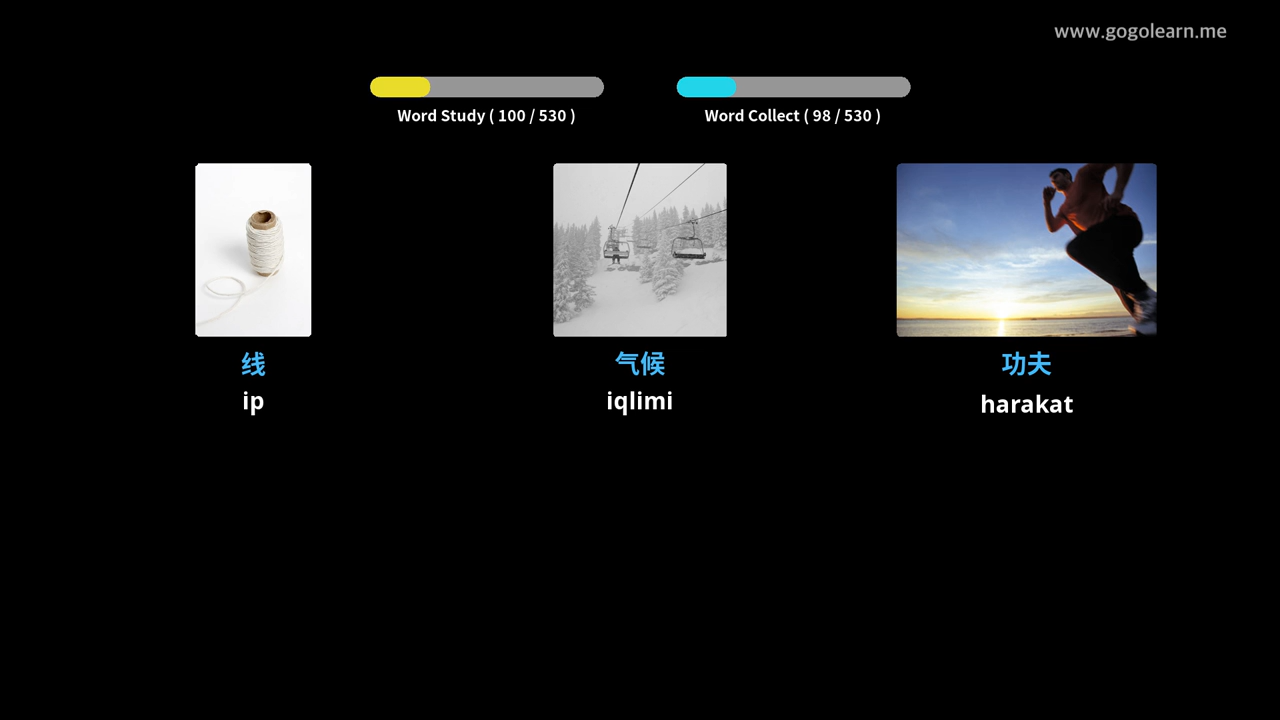 www.gogolearn.me
Word Study ( 100 / 530 )
Word Collect ( 98 / 530 )
线
ip
气候
iqlimi
功夫
harakat